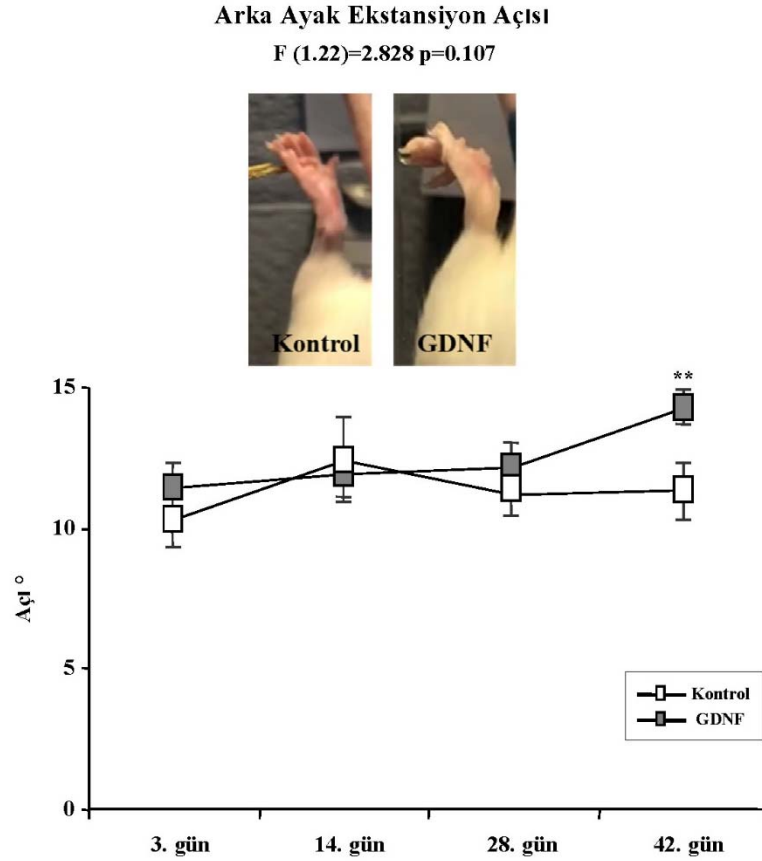 Arka Ayak Ekstansiyon Açısı
F (1.22)=2.828 p=0.107
Kontrol
GDNF
15
**
10
Açı °
5
Kontrol
GDNF
0
3. gün
14. gün
28. gün
42. gün